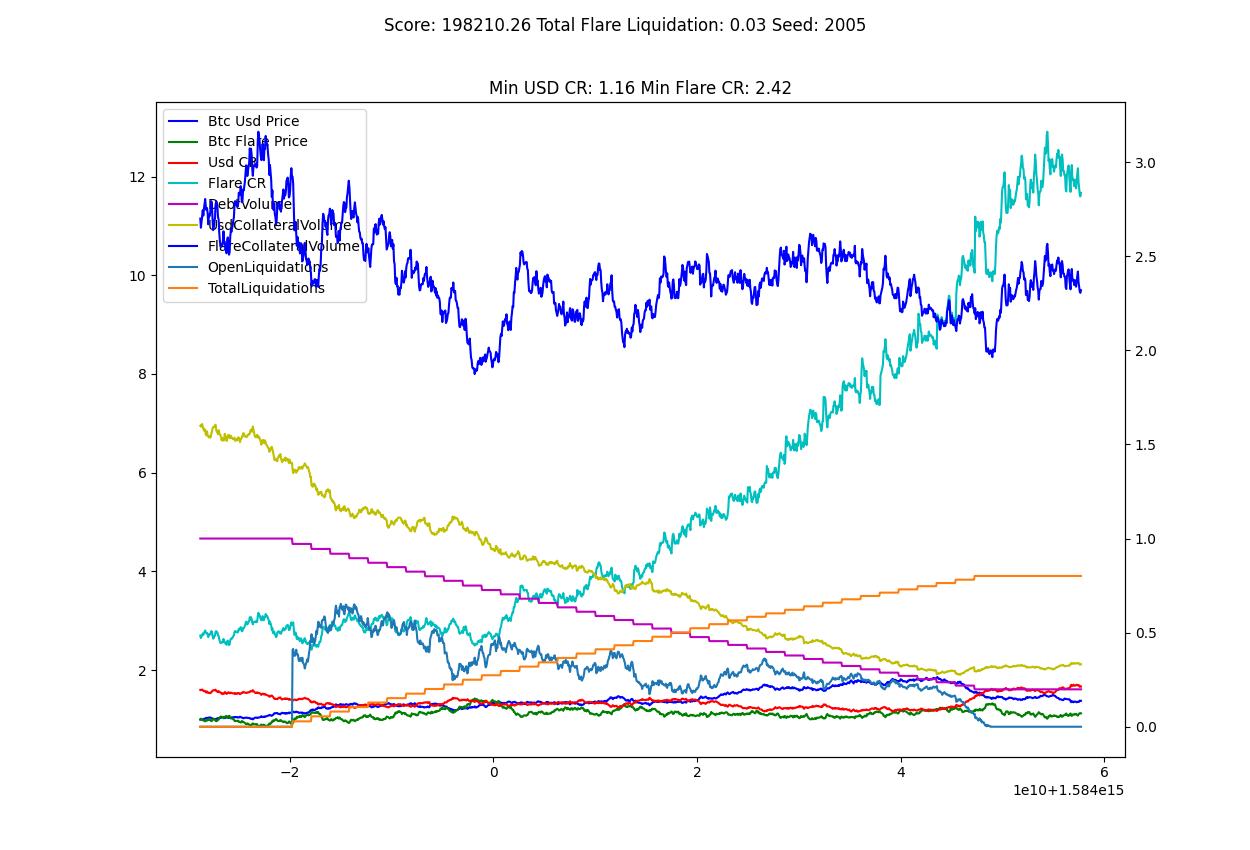 Score: 198210.26 Total Flare Liquidation: 0.03 Seed: 2005
Min USD CR: 1.16 Min Flare CR: 2.42
Btc Usd Price
Btc Flare Price
Usd CR
Flare CR
DebtVolume
UsdCollateralVolume
FlareCollateralVolume
OpenLiquidations
TotalLiquidations
12
10
8
6
4
2
3.0
2.5
2.0
1.5
1.0
0.5
0.0
−2
0
2
4
6
1e10+1.584e15